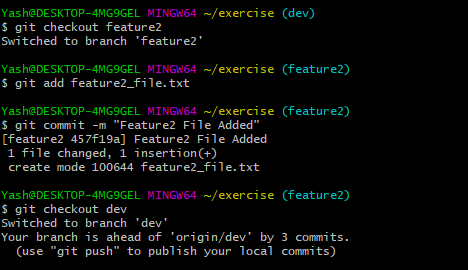 Yash@DESKTOP-4MG9GEL MINGW64 ~/exercise (dev)
$ git checkout feature2
Switched to branch 'feature2'
Yash@DESKTOP-4MG9GEL MINGW64 ~/exercise (feature2)
$ git add feature2_file.txt
Yash@DESKTOP-4MG9GEL MINGW64 ~/exercise (feature2)
$ git commit -m "Feature2 File Added"
[feature2 457f19a] Feature2 File Added
 1 file changed, 1 insertion(+)
 create mode 100644 feature2_file.txt
Yash@DESKTOP-4MG9GEL MINGW64 ~/exercise (feature2)
$ git checkout dev
Switched to branch 'dev'
Your branch is ahead of 'origin/dev' by 3 commits.
  (use "git push" to publish your local commits)